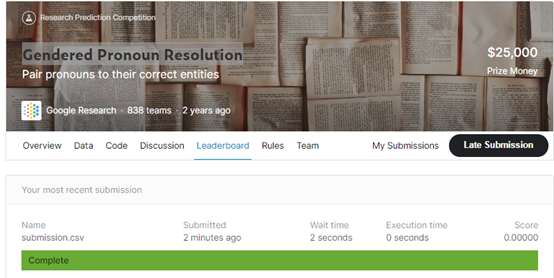 Research Prediction Competition
Gendered Pronoun Resolution
Pair pronouns to their correct entities
$25,000
Prize Money
Google Research · 838 teams · 2 years ago
Overview Data Code Discussion Leaderboard Rules Team My Submissions Late Submission
Your most recent submission
Name Submitted Wait time Execution time Score
submission.csv 2 minutes ago 2 seconds 0 seconds 0.00000
Complete